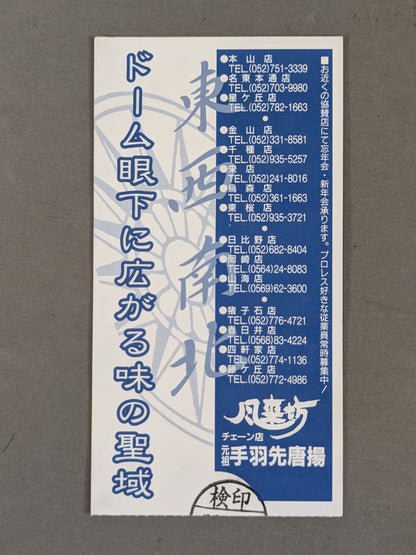 ■お近くの協賛店にて忘年会・新年会承ります。プロレス好きな従業員常時募集中!
●本山店
TEL.(052)751-3339
●名東本通店
TEL.(052)703-9980
●星ケ丘店
TEL.(052)782-1663
●
●金山店
TEL.(052)331-8581
●千種店
TEL.(052)935-5257
●栄店
TEL.(052)241-8016
●烏森店
TEL.(052)361-1663
●東桜店
TEL.(052)935-3721
●
●日比野店
TEL.(052)682-8404
●岡崎店
TEL.(0564)24-8083
●山海店
TEL.(0569)62-3600
●
●猪子石店
TEL.(052)776-4721
●春日井店
TEL.(0568)83-4224
●四軒家店
TEL.(052)774-1136
●藤ケ丘店
TEL.(052)772-4986
風来坊
チェーン店
元祖手羽先唐揚
東西南北
ドーム眼下に広がる味の聖域
検印